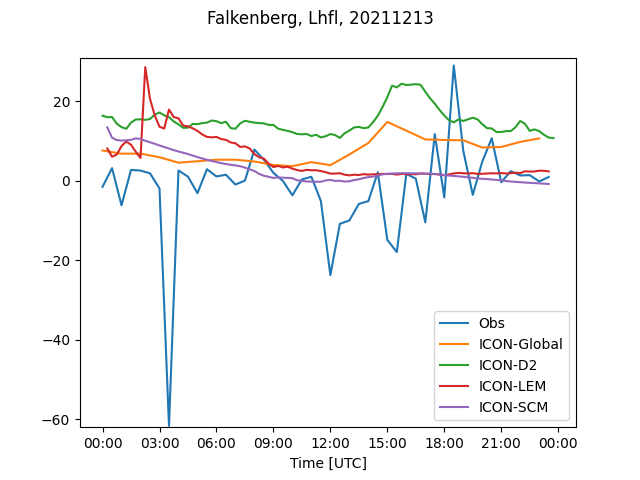 Falkenberg, Lhfl, 20211213
20
0
−20
−40
−60
Obs
ICON-Global
ICON-D2
ICON-LEM
ICON-SCM
00:00 03:00 06:00 09:00 12:00 15:00 18:00 21:00 00:00
Time [UTC]